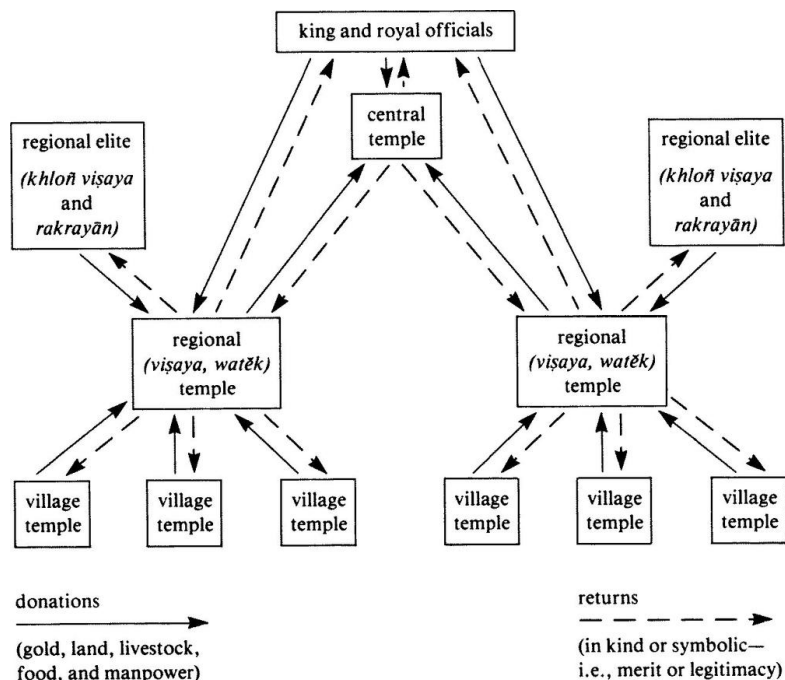 king and royal officials
central
temple
regional elite
(khloñ viṣaya
and
rakrayān)
regional elite
(khloñ viṣaya
and
rakrayān)
regional
(viṣaya, watĕk)
temple
regional
(viṣaya, watĕk)
temple
village
temple
village
temple
village
temple
village
temple
village
temple
village
temple
donations
(gold, land, livestock,
food, and manpower)
returns
(in kind or symbolic—
i.e., merit or legitimacy)